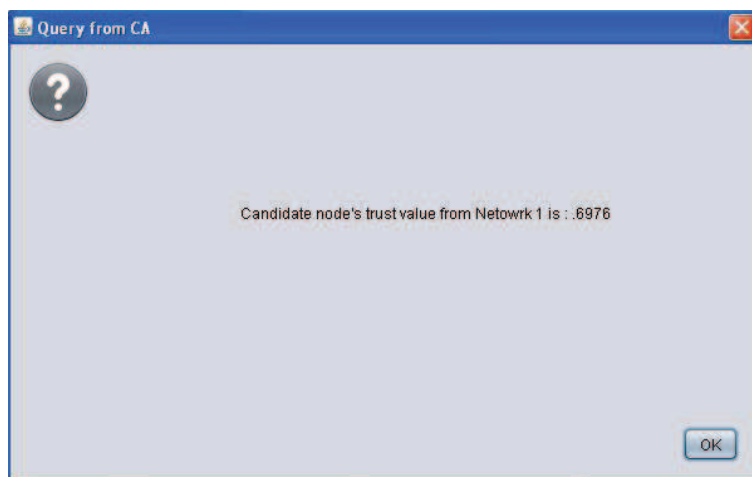 Query from CA
?
Candidate node's trust value from Netowrk 1 is : .6976
OK